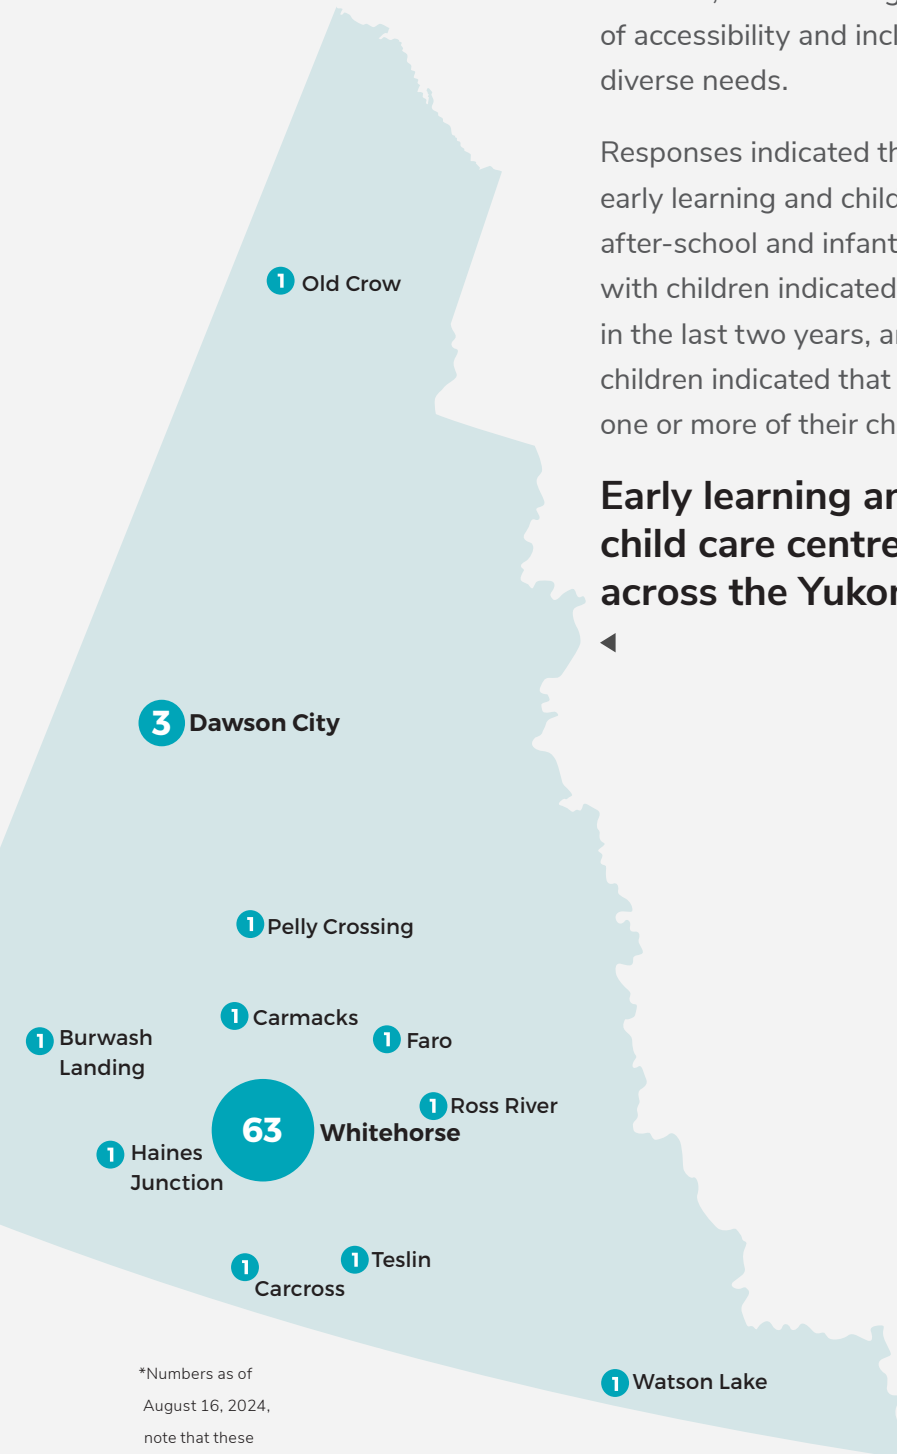 of accessibility and incl
diverse needs.
Responses indicated th
early learning and child
after-school and infant
with children indicated
in the last two years, a
children indicated that
one or more of their ch
Early learning an
child care centre
across the Yukon
1 Old Crow
3 Dawson City
1 Pelly Crossing
1 Carmacks
1 Faro
1 Burwash
Landing
1 Ross River
63 Whitehorse
1 Haines
Junction
1 Teslin
1
Carcross
1 Watson Lake
*Numbers as of
August 16, 2024,
note that these